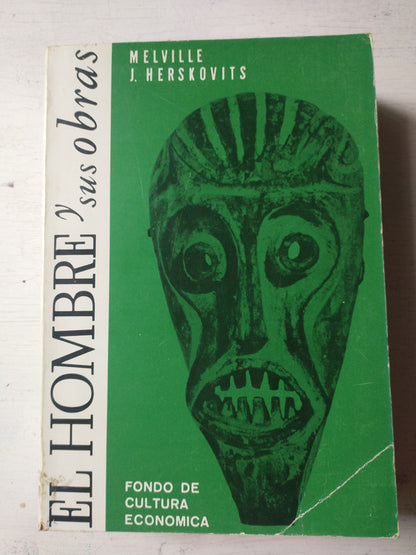 MELVILLE
J. HERSKOVITS
EL HOMBRE y sus obras
FONDO DE
CULTURA
ECONOMICA